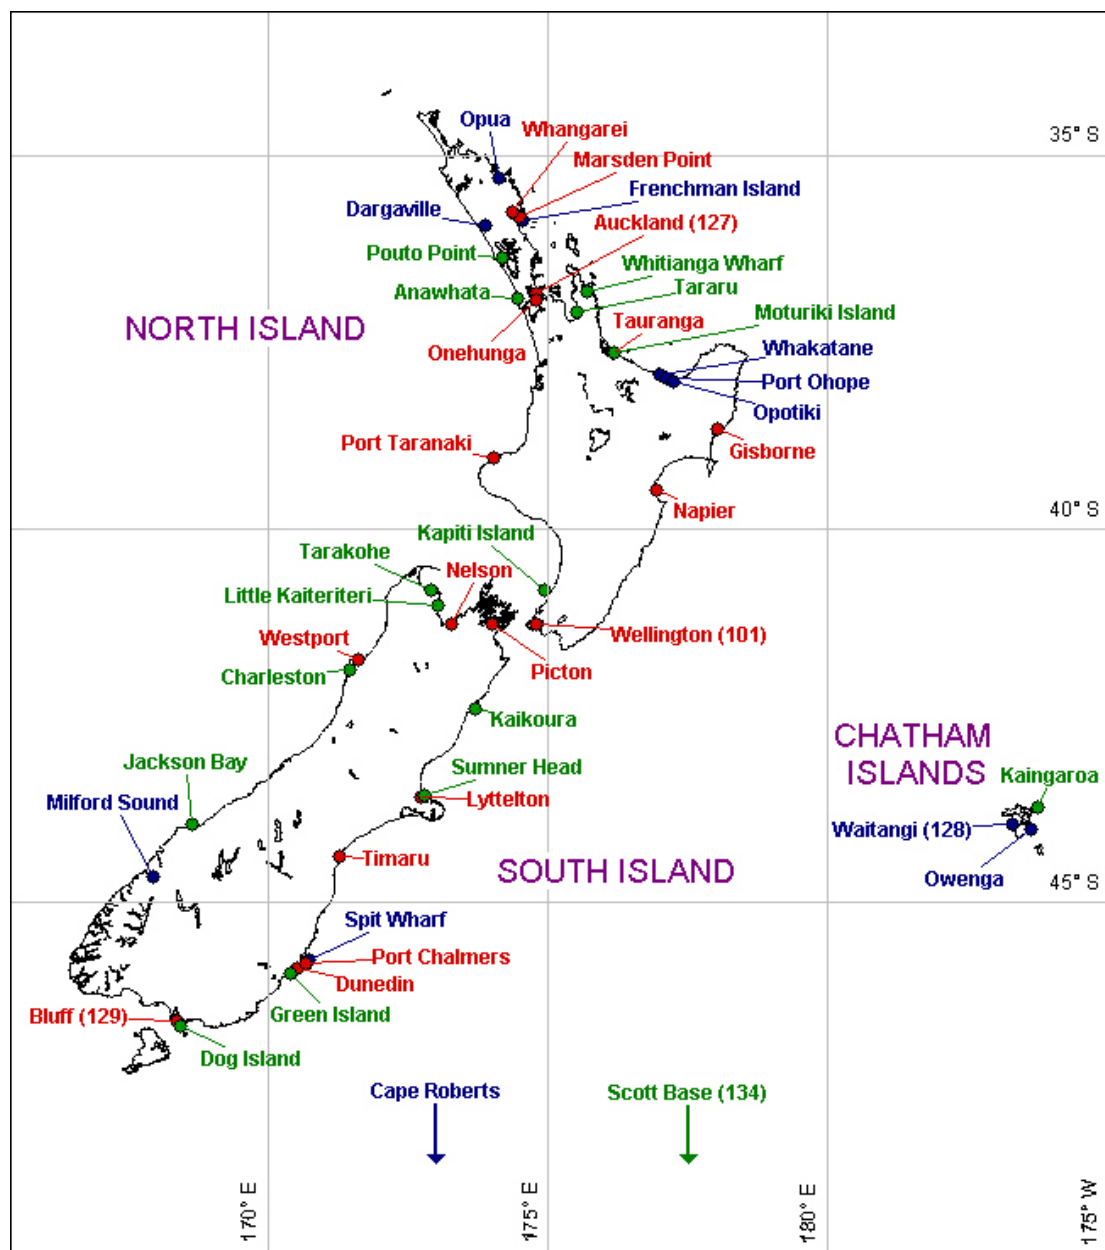 Opua
Whangarei
35° S
Marsden Point
Frenchman Island
Dargaville
Auckland (127)
Pouto Point
Whitianga Wharf
Anawhata
Tararu
Moturiki Island
NORTH ISLAND
Tauranga
Onehunga
Whakatane
Port Ohope
Opotiki
Port Taranaki
Gisborne
Napier
40° S
Kapiti Island
Tarakohe
Nelson
Little Kaiteriteri
Westport
Wellington (101)
Charleston
Picton
Kaikoura
CHATHAM
ISLANDS
Jackson Bay
Sumner Head
Kaingaroa
Milford Sound
Lyttelton
Waitangi (128)
Timaru
SOUTH ISLAND
Owenga
45° S
Spit Wharf
Port Chalmers
Dunedin
Bluff (129)
Green Island
Dog Island
Cape Roberts
Scott Base (134)
170° E
175° E
180° E
175° W